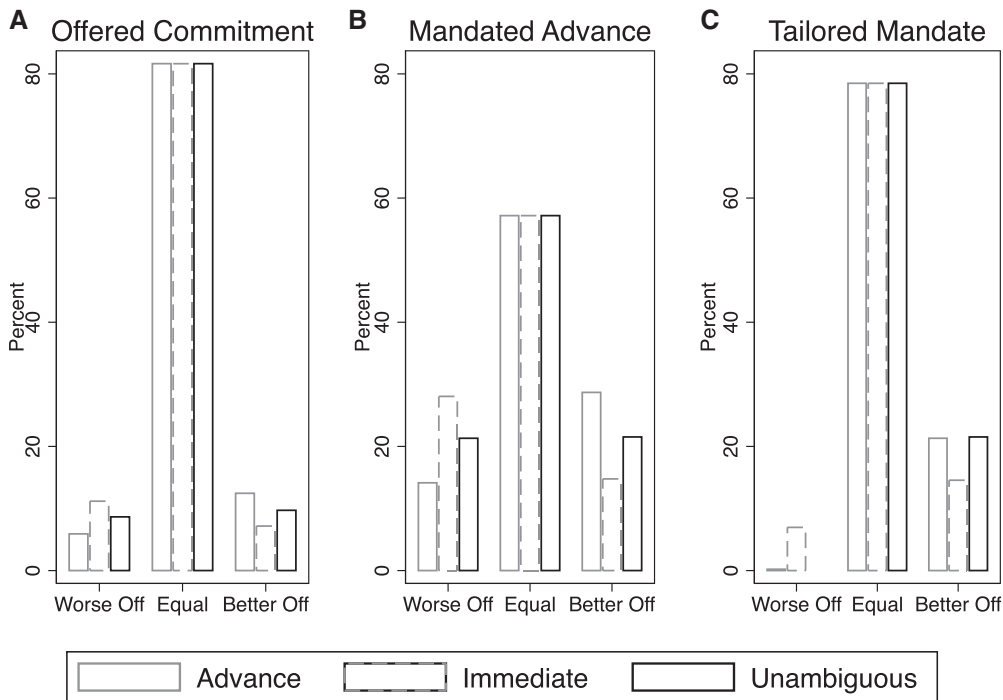 A Offered Commitment
80
60
40
20
0
Percent
Worse Off Equal Better Off
B Mandated Advance
80
60
40
20
0
Percent
Worse Off Equal Better Off
C Tailored Mandate
80
60
40
20
0
Percent
Worse Off Equal Better Off
Advance Immediate Unambiguous